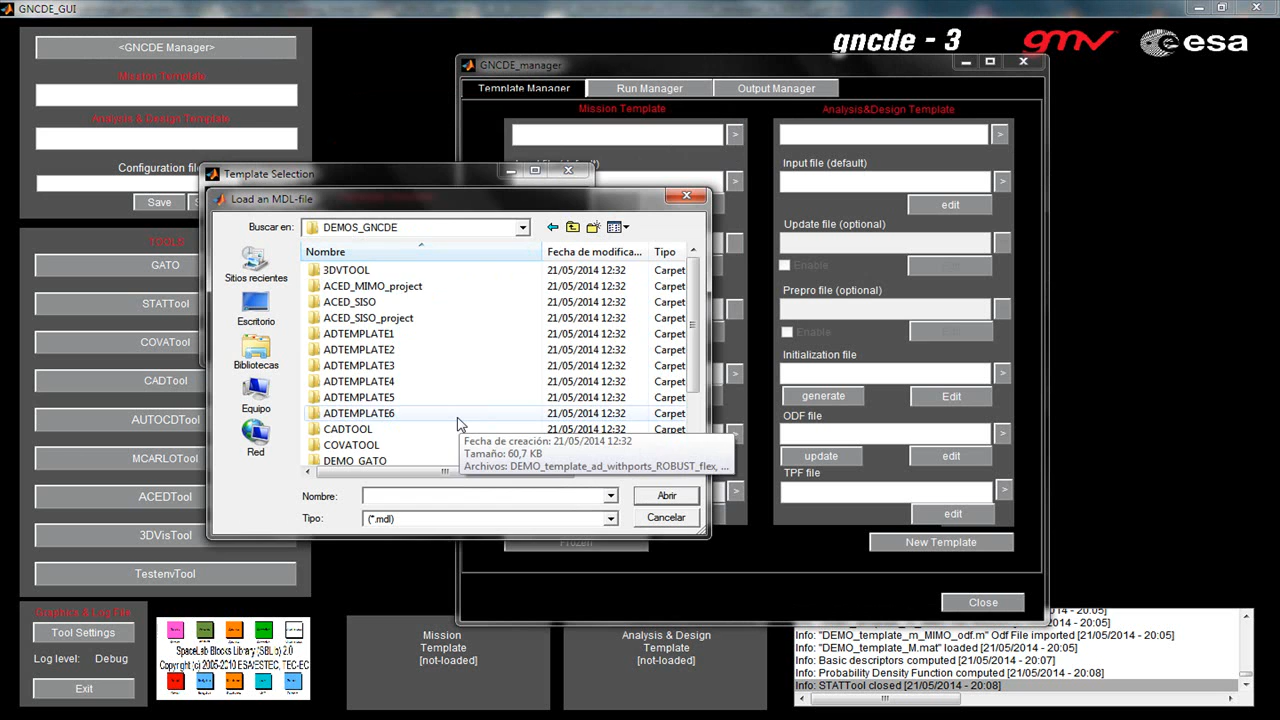 GNCDE_GUI
gncde - 3
gmv
esa
<GNCDE Manager>
Mission Template
Analysis & Design Template
Configuration fil
Save
S
TOOLS
GATO
STATTool
COVATool
CADTool
AUTOCDTool
MCARLOTool
ACEDTool
3DVisTool
TestenvTool
Graphics & Log File
Tool Settings
Log level: Debug
Exit
SpaceLab Blocks Library (SBLib) 2.0
Copyright (c) 2005-2010 ESA/ESTEC, TEC-EC
GNCDE_manager
Template Manager
Run Manager
Output Manager
Mission Template
Analysis&Design Template
>
>
Input file (default)
>
>
edit
Update file (optional)
Enable
Edit
Prepro file (optional)
Enable
Edit
Initialization file
>
>
generate
Edit
ODF file
update
edit
TPF file
>
>
edit
Frozen
New Template
Close
Template Selection
Load an MDL-file
Buscar en:
DEMOS_GNCDE
Sitios recientes
Escritorio
Bibliotecas
Equipo
Red
Nombre Fecha de modifica... Tipo
3DVTOOL 21/05/2014 12:32 Carpet
ACED_MIMO_project 21/05/2014 12:32 Carpet
ACED_SISO 21/05/2014 12:32 Carpet
ACED_SISO_project 21/05/2014 12:32 Carpet
ADTEMPLATE1 21/05/2014 12:32 Carpet
ADTEMPLATE2 21/05/2014 12:32 Carpet
ADTEMPLATE3 21/05/2014 12:32 Carpet
ADTEMPLATE4 21/05/2014 12:32 Carpet
ADTEMPLATE5 21/05/2014 12:32 Carpet
ADTEMPLATE6 21/05/2014 12:32 Carpet
CADTOOL 21/05/2014 12:32 Carpet
COVATOOL
DEMO_GATO
Fecha de creación: 21/05/2014 12:32
Tamaño: 60,7 KB
Archivos: DEMO_template_ad_withports_ROBUST_flex, ...
Nombre:
Abrir
Tipo:
(*.mdl)
Cancelar
Mission
Template
[not-loaded]
Analysis & Design
Template
[not-loaded]
Info: "DEMO_template_m_MIMO_odf.m" Odf File imported [21/05/2014 - 20:05]
Info: "DEMO_template_M.mat" loaded [21/05/2014 - 20:05]
Info: Basic descriptors computed [21/05/2014 - 20:07]
Info: Probability Density Function computed [21/05/2014 - 20:08]
Info: STATTool closed [21/05/2014 - 20:08]